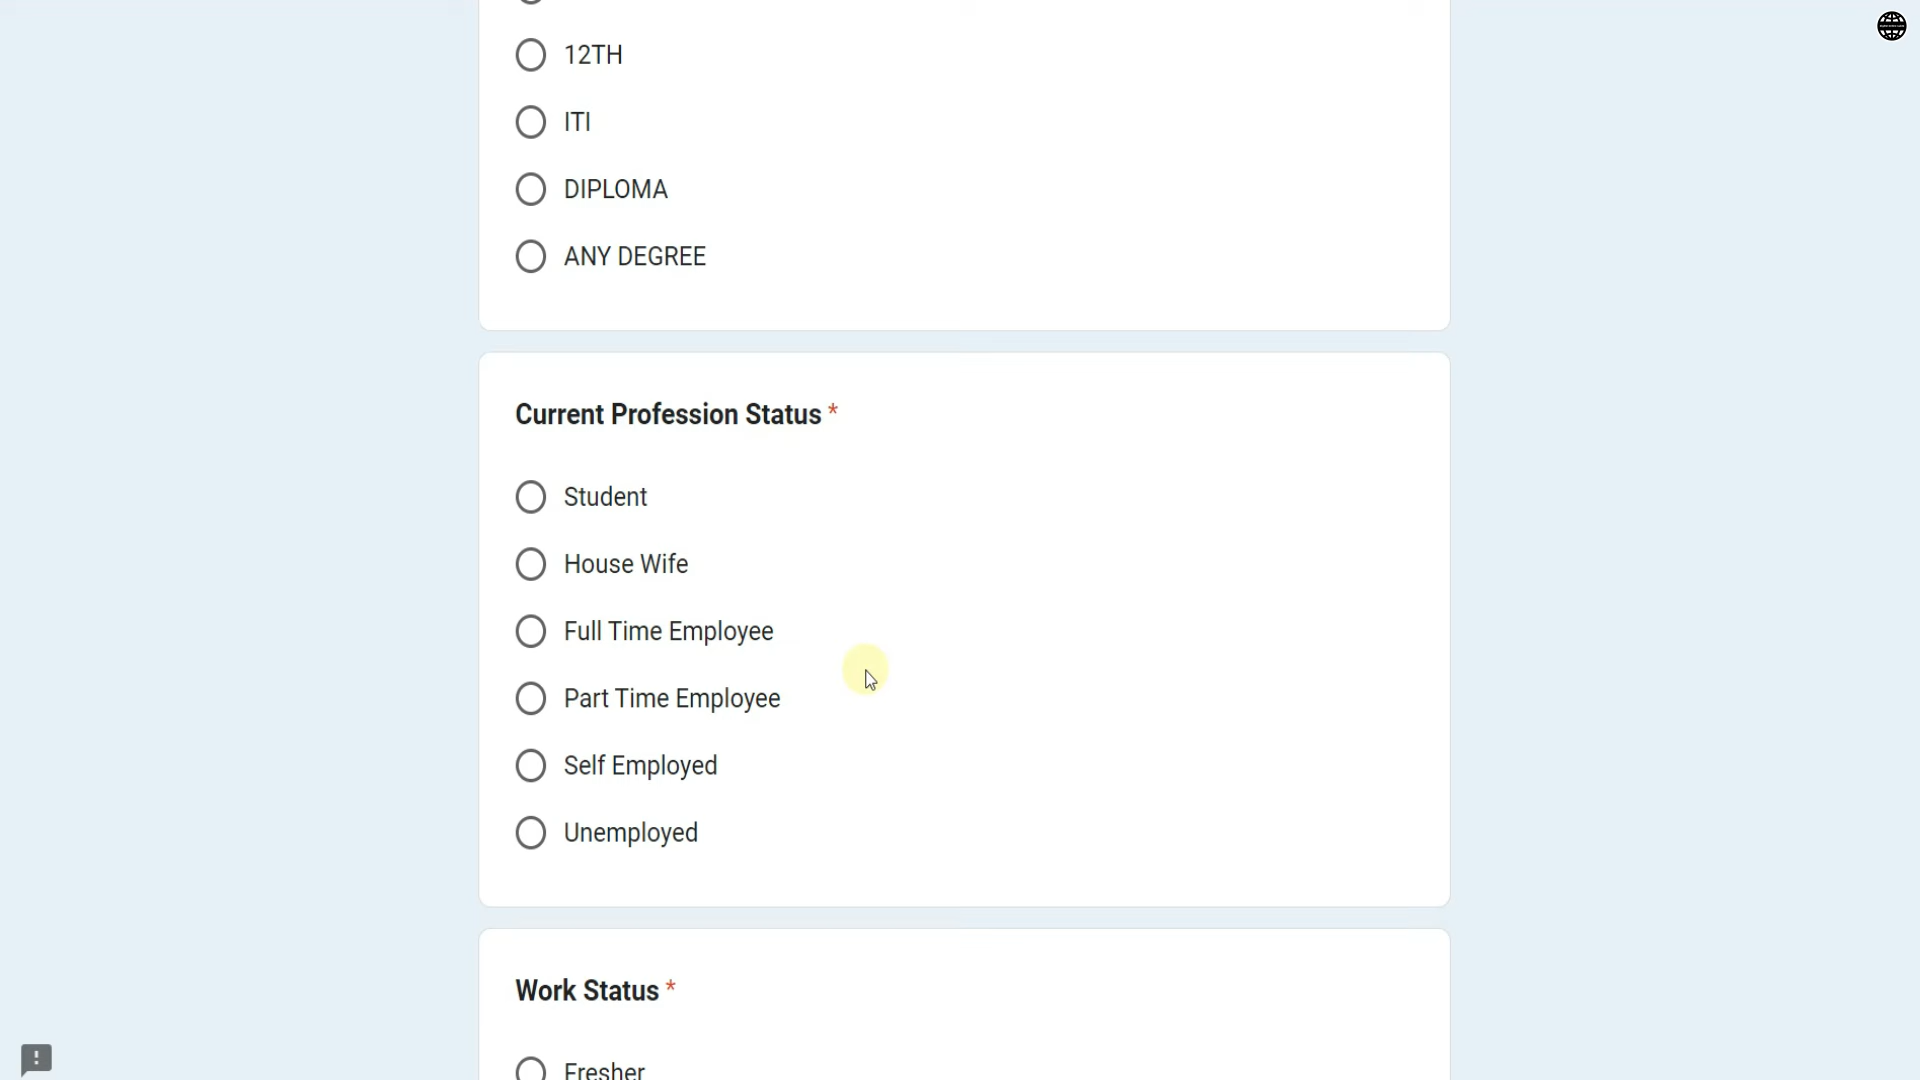 12TH
ITI
DIPLOMA
ANY DEGREE
Current Profession Status *
Student
House Wife
Full Time Employee
Part Time Employee
Self Employed
Unemployed
Work Status *
Fresher